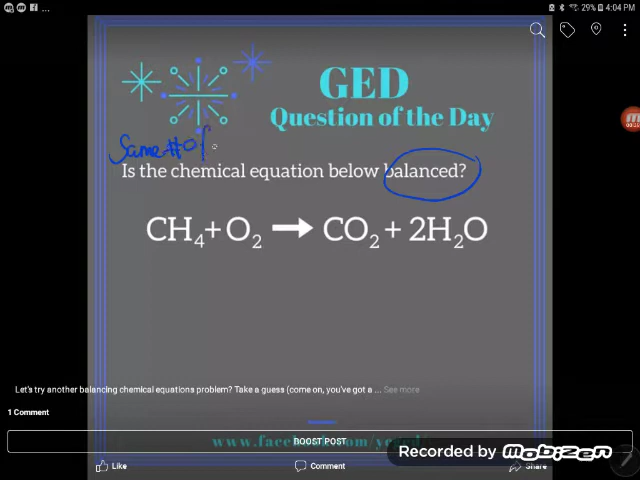 29% 4:04 PM
GED
Question of the Day
Same # of
Is the chemical equation below balanced?
CH₄+ O₂ → CO₂ + 2H₂O
Let's try another balancing chemical equations problem? Take a guess (come on, you've got a ... See more
1 Comment
BOOST POST
Recorded by Mobizen
Like Comment Share